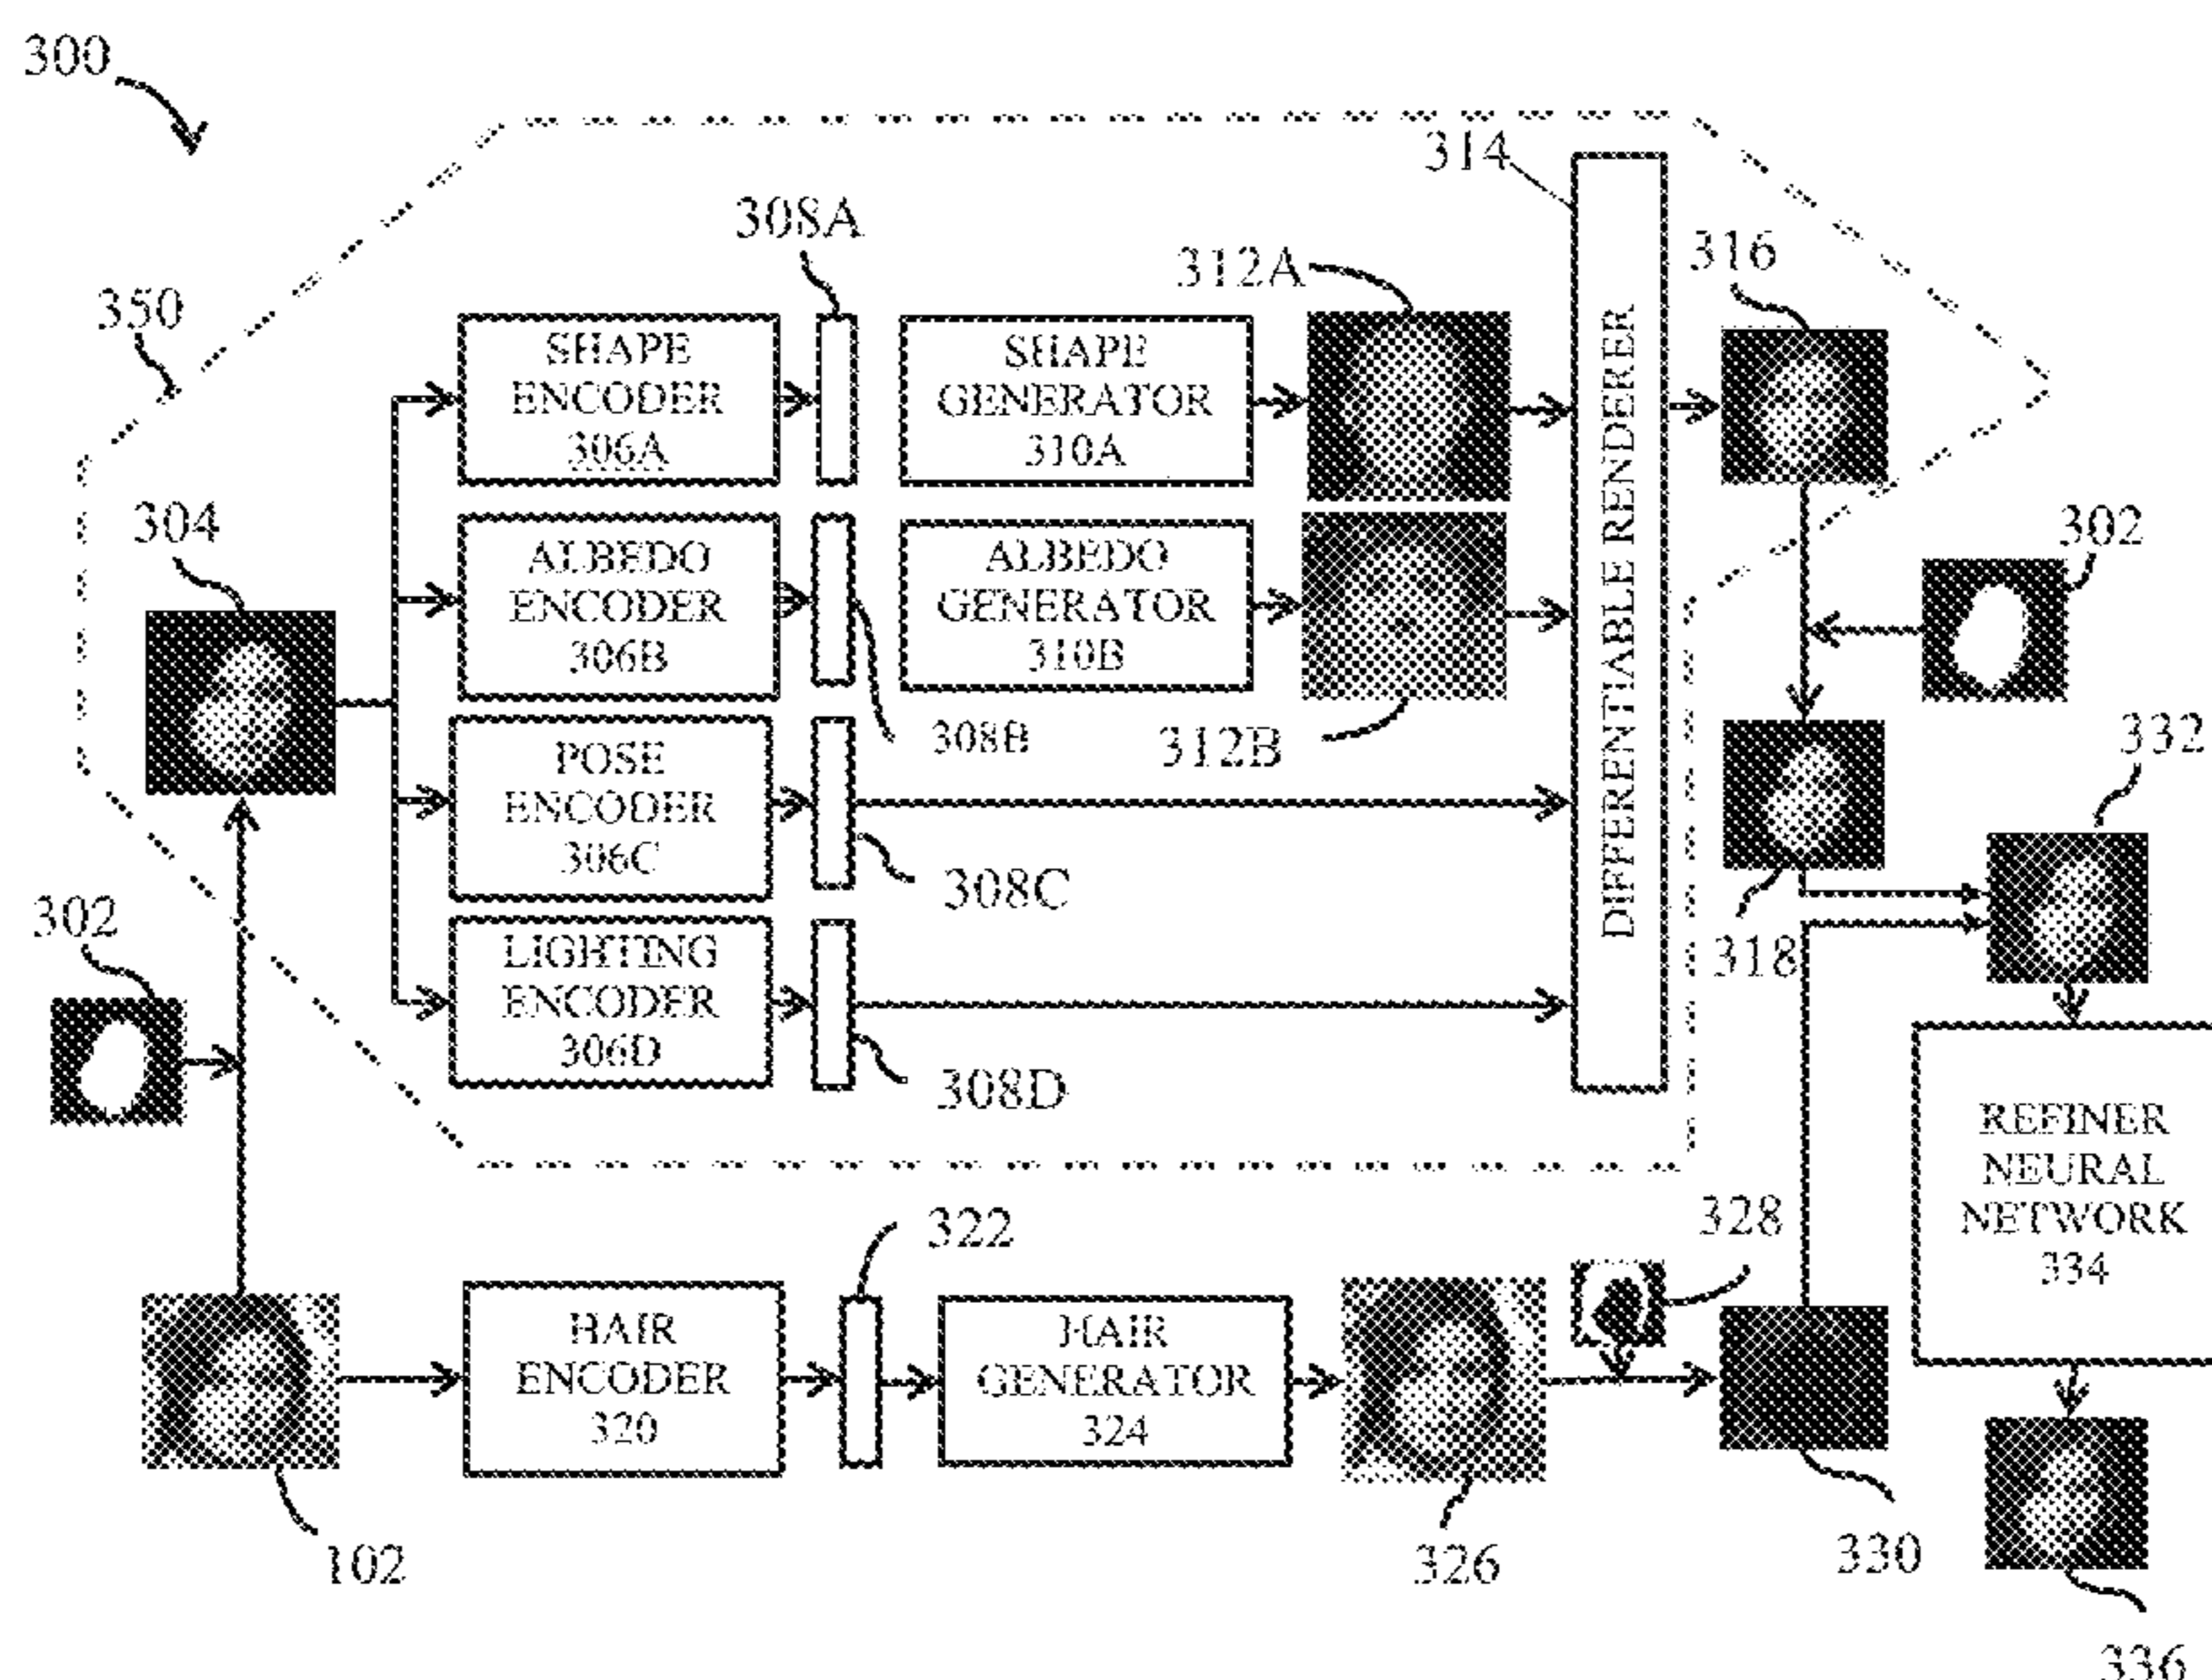 300
314
308A
312A
316
350
SHAPE
ENCODER
306A
SHAPE
GENERATOR
310A
DIFFERENTIABLE RENDERER
304
302
ALBEDO
ENCODER
306B
ALBEDO
GENERATOR
310B
308B
312B
332
POSE
ENCODER
306C
308C
302
318
LIGHTING
ENCODER
306D
308D
REFINER
NEURAL
NETWORK
334
322
328
HAIR
ENCODER
320
HAIR
GENERATOR
324
102
326
330
336